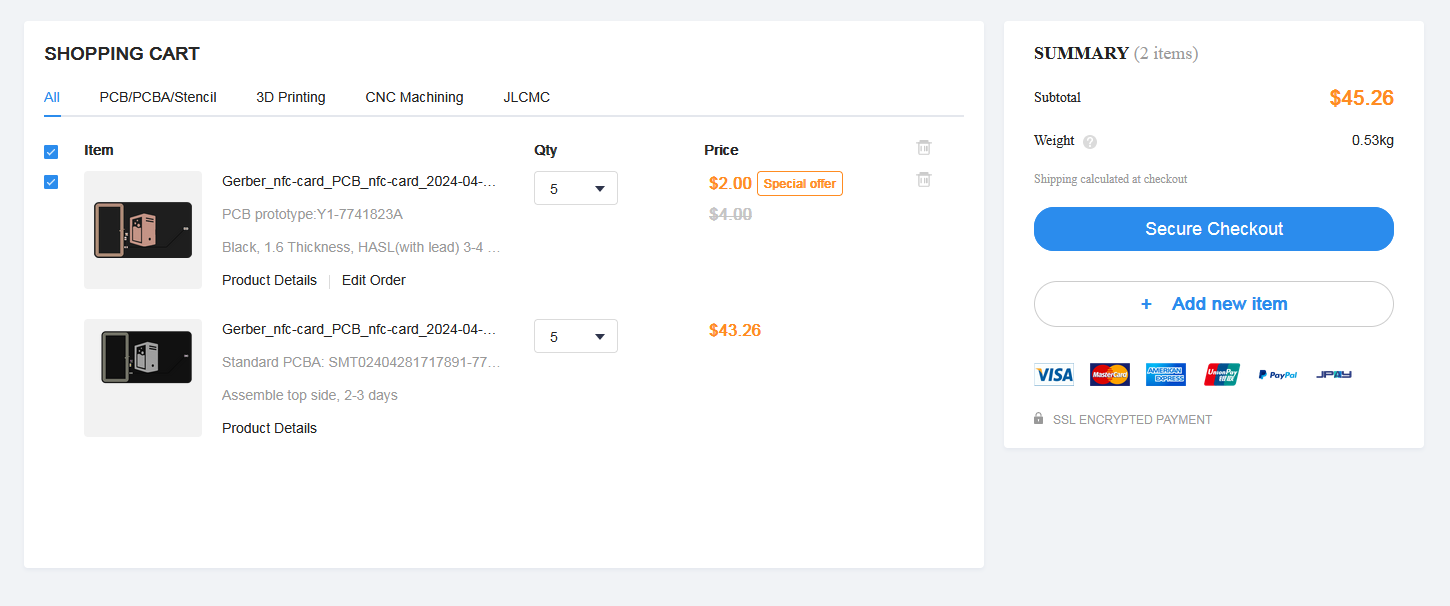 SHOPPING CART
All PCB/PCBA/Stencil 3D Printing CNC Machining JLCMC
Item Qty Price
Gerber_nfc-card_PCB_nfc-card_2024-04-...
PCB prototype:Y1-7741823A
Black, 1.6 Thickness, HASL(with lead) 3-4 ...
Product Details Edit Order
5
$2.00 Special offer
$4.00
Gerber_nfc-card_PCB_nfc-card_2024-04-...
Standard PCBA: SMT02404281717891-77...
Assemble top side, 2-3 days
Product Details
5
$43.26
SUMMARY (2 items)
Subtotal $45.26
Weight ? 0.53kg
Shipping calculated at checkout
Secure Checkout
+ Add new item
VISA MasterCard AMERICAN EXPRESS UnionPay 银联 PayPal JPAY
SSL ENCRYPTED PAYMENT